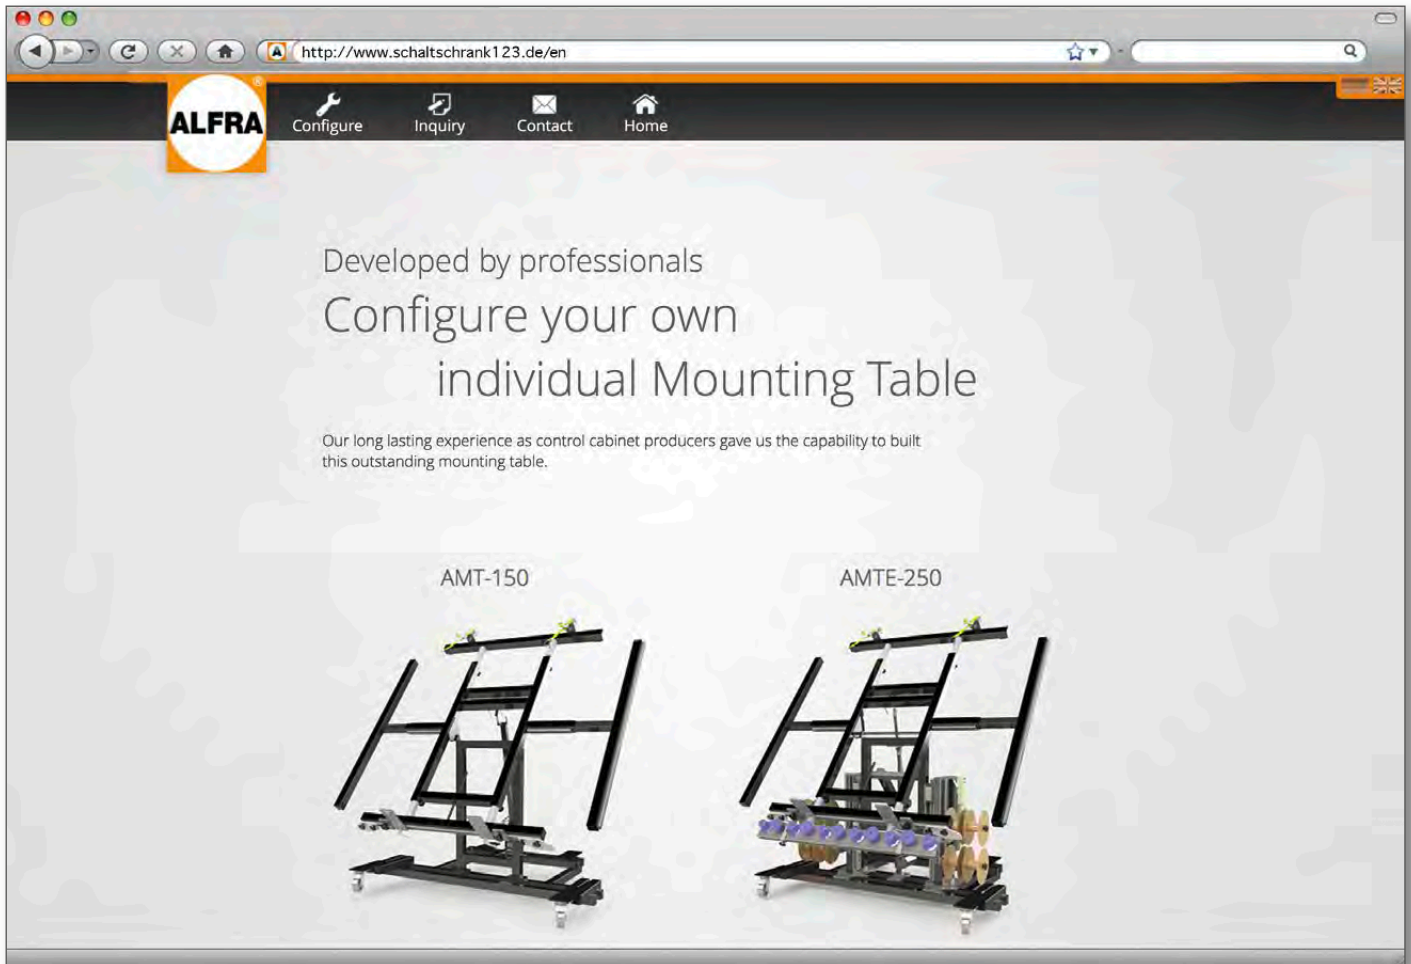 http://www.schaltschrank123.de/en
ALFRA
®
Configure
Inquiry
Contact
Home
Developed by professionals
Configure your own
individual Mounting Table
Our long lasting experience as control cabinet producers gave us the capability to built
this outstanding mounting table.
AMT-150
AMTE-250